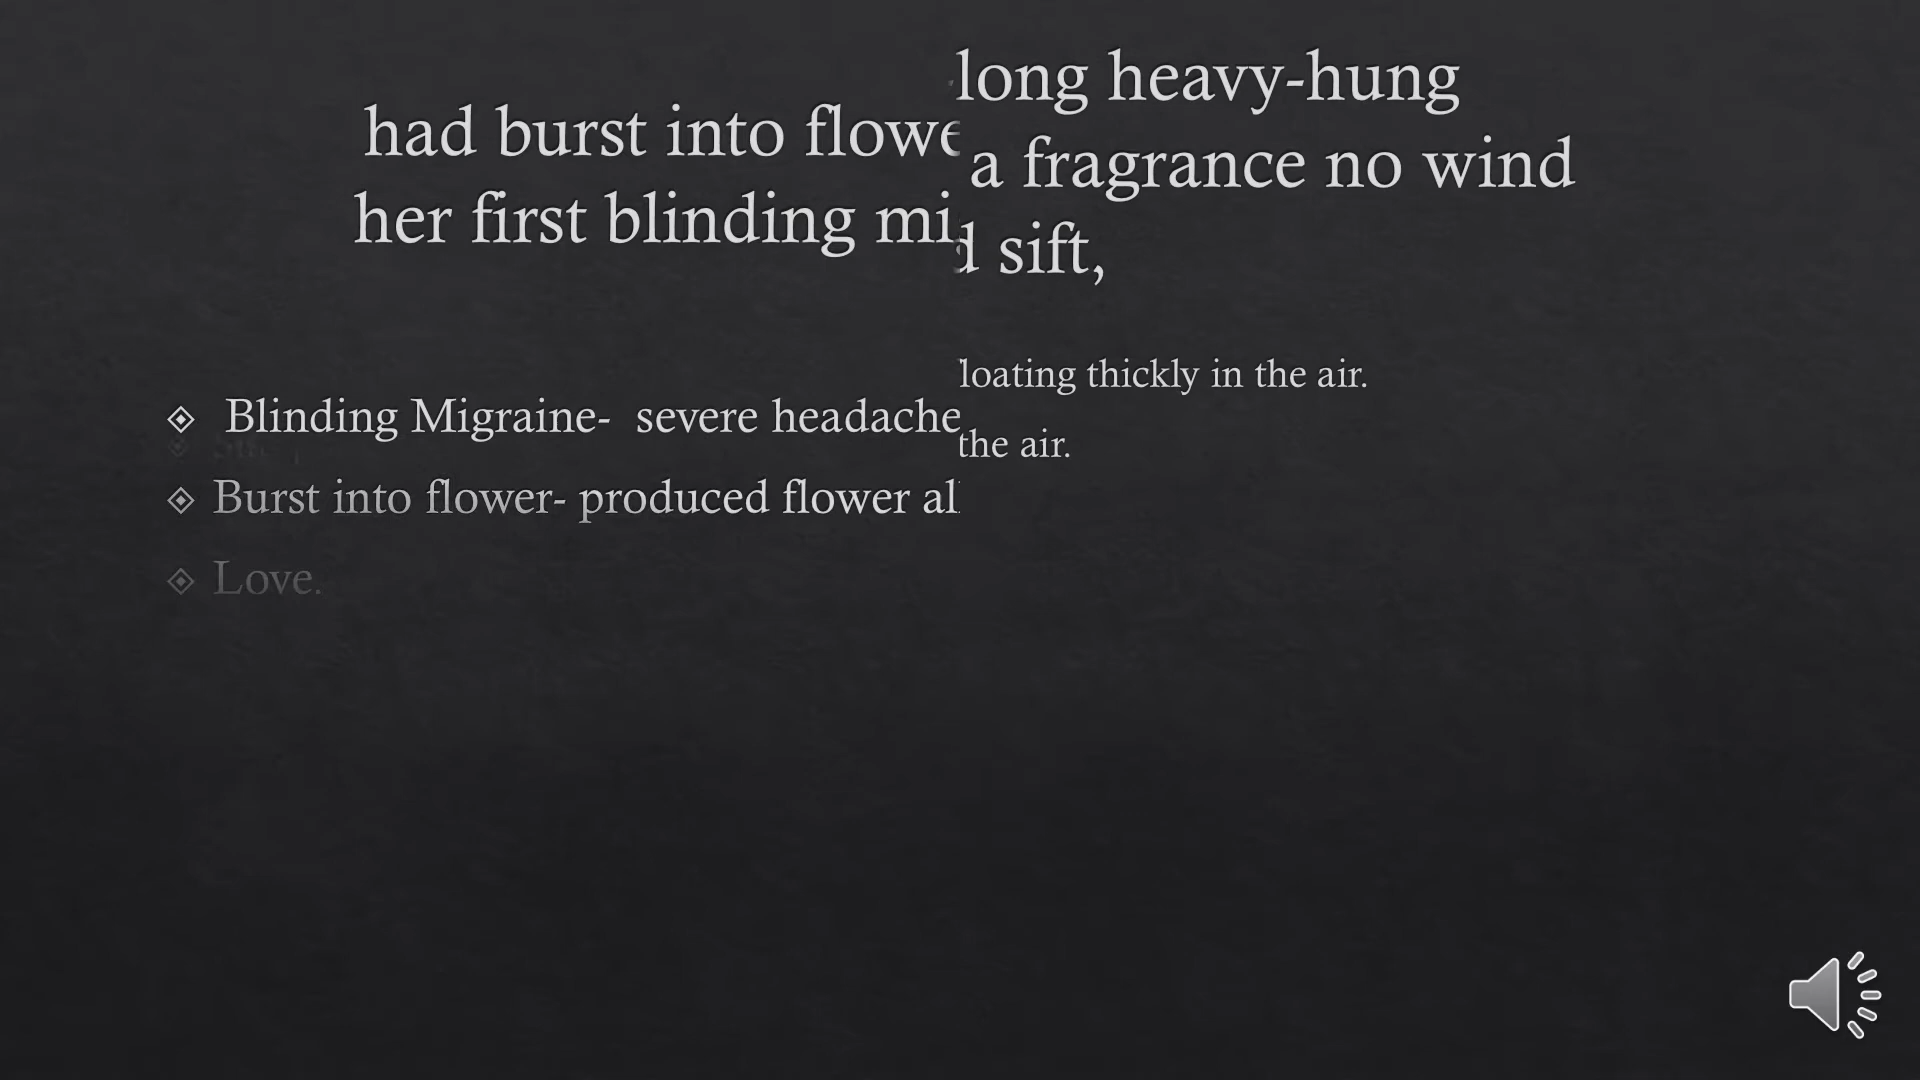 long heavy-hung
had burst into flowe
a fragrance no wind
her first blinding mi
d sift,
loating thickly in the air.
Blinding Migraine- severe headache
the air.
Burst into flower- produced flower al
Love.